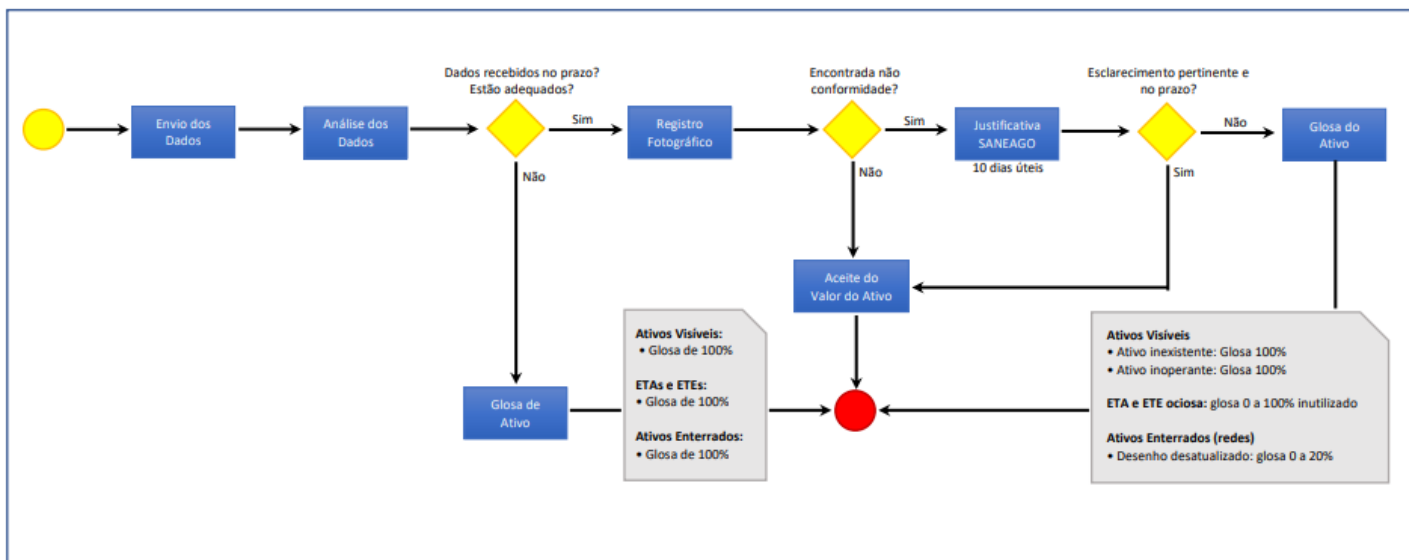 Dados recebidos no prazo?
Estão adequados?
Encontrada não
conformidade?
Esclarecimento pertinente e
no prazo?
Envio dos
Dados
Análise dos
Dados
Sim
Registro
Fotográfico
Sim
Justificativa
SANEAGO
10 dias úteis
Não
Glosa do
Ativo
Não
Não
Sim
Aceite do
Valor do Ativo
Glosa de
Ativo
Ativos Visíveis:
• Glosa de 100%
ETAs e ETEs:
• Glosa de 100%
Ativos Enterrados:
• Glosa de 100%
Ativos Visíveis
• Ativo inexistente: Glosa 100%
• Ativo inoperante: Glosa 100%
ETA e ETE ociosa: glosa 0 a 100% inutilizado
Ativos Enterrados (redes)
• Desenho desatualizado: glosa 0 a 20%